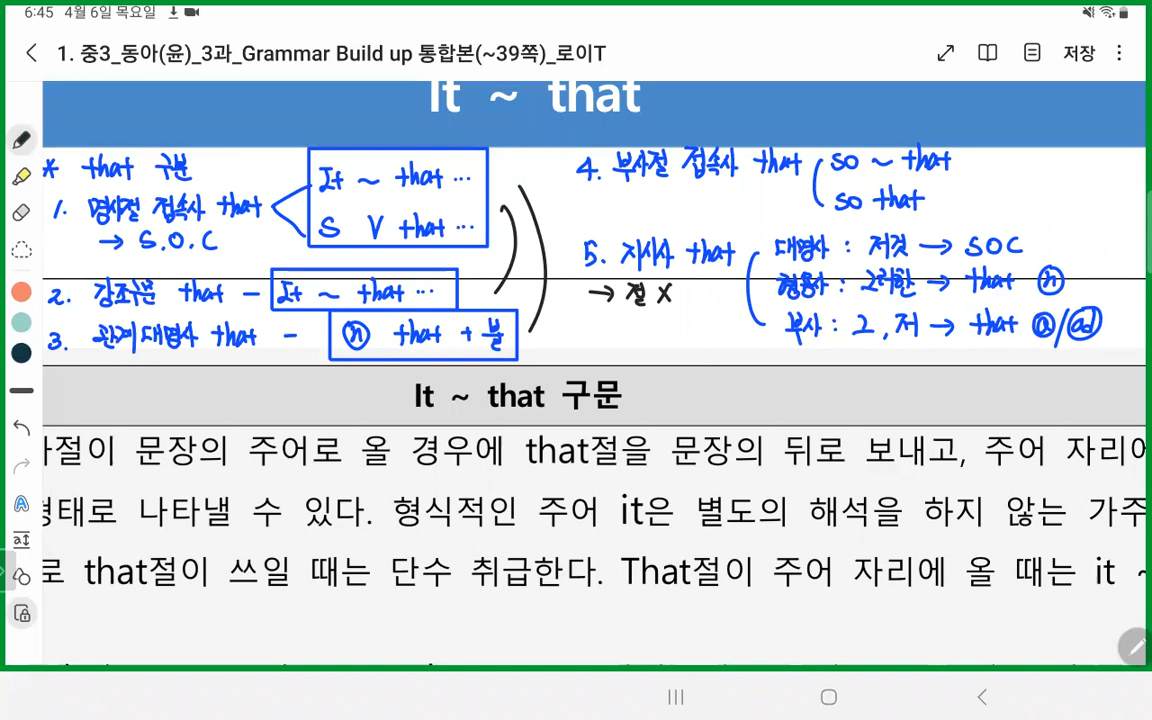 6:45 4월 6일 목요일
1. 중3_동아(윤)_3과_Grammar Build up 통합본(~39쪽)_로이T
저장
It ~ that
* that 구분
1. 명사절 접속사 that
It ~ that ...
S V that ...
→ S.O.C
2. 강조구문 that - It ~ that ...
3. 관계대명사 that - ⓝ that + 불
4. 부사절 접속사 that
so ~ that
so that
5. 지시사 that
→ 절 X
대명사 : 저것 → SOC
형용사 : 그러한 → that ⓝ
부사 : 그, 저 → that ⓐ/ad
It ~ that 구문
사절이 문장의 주어로 올 경우에 that절을 문장의 뒤로 보내고, 주어 자리에
형태로 나타낼 수 있다. 형식적인 주어 it은 별도의 해석을 하지 않는 가주
로 that절이 쓰일 때는 단수 취급한다. That절이 주어 자리에 올 때는 it ~